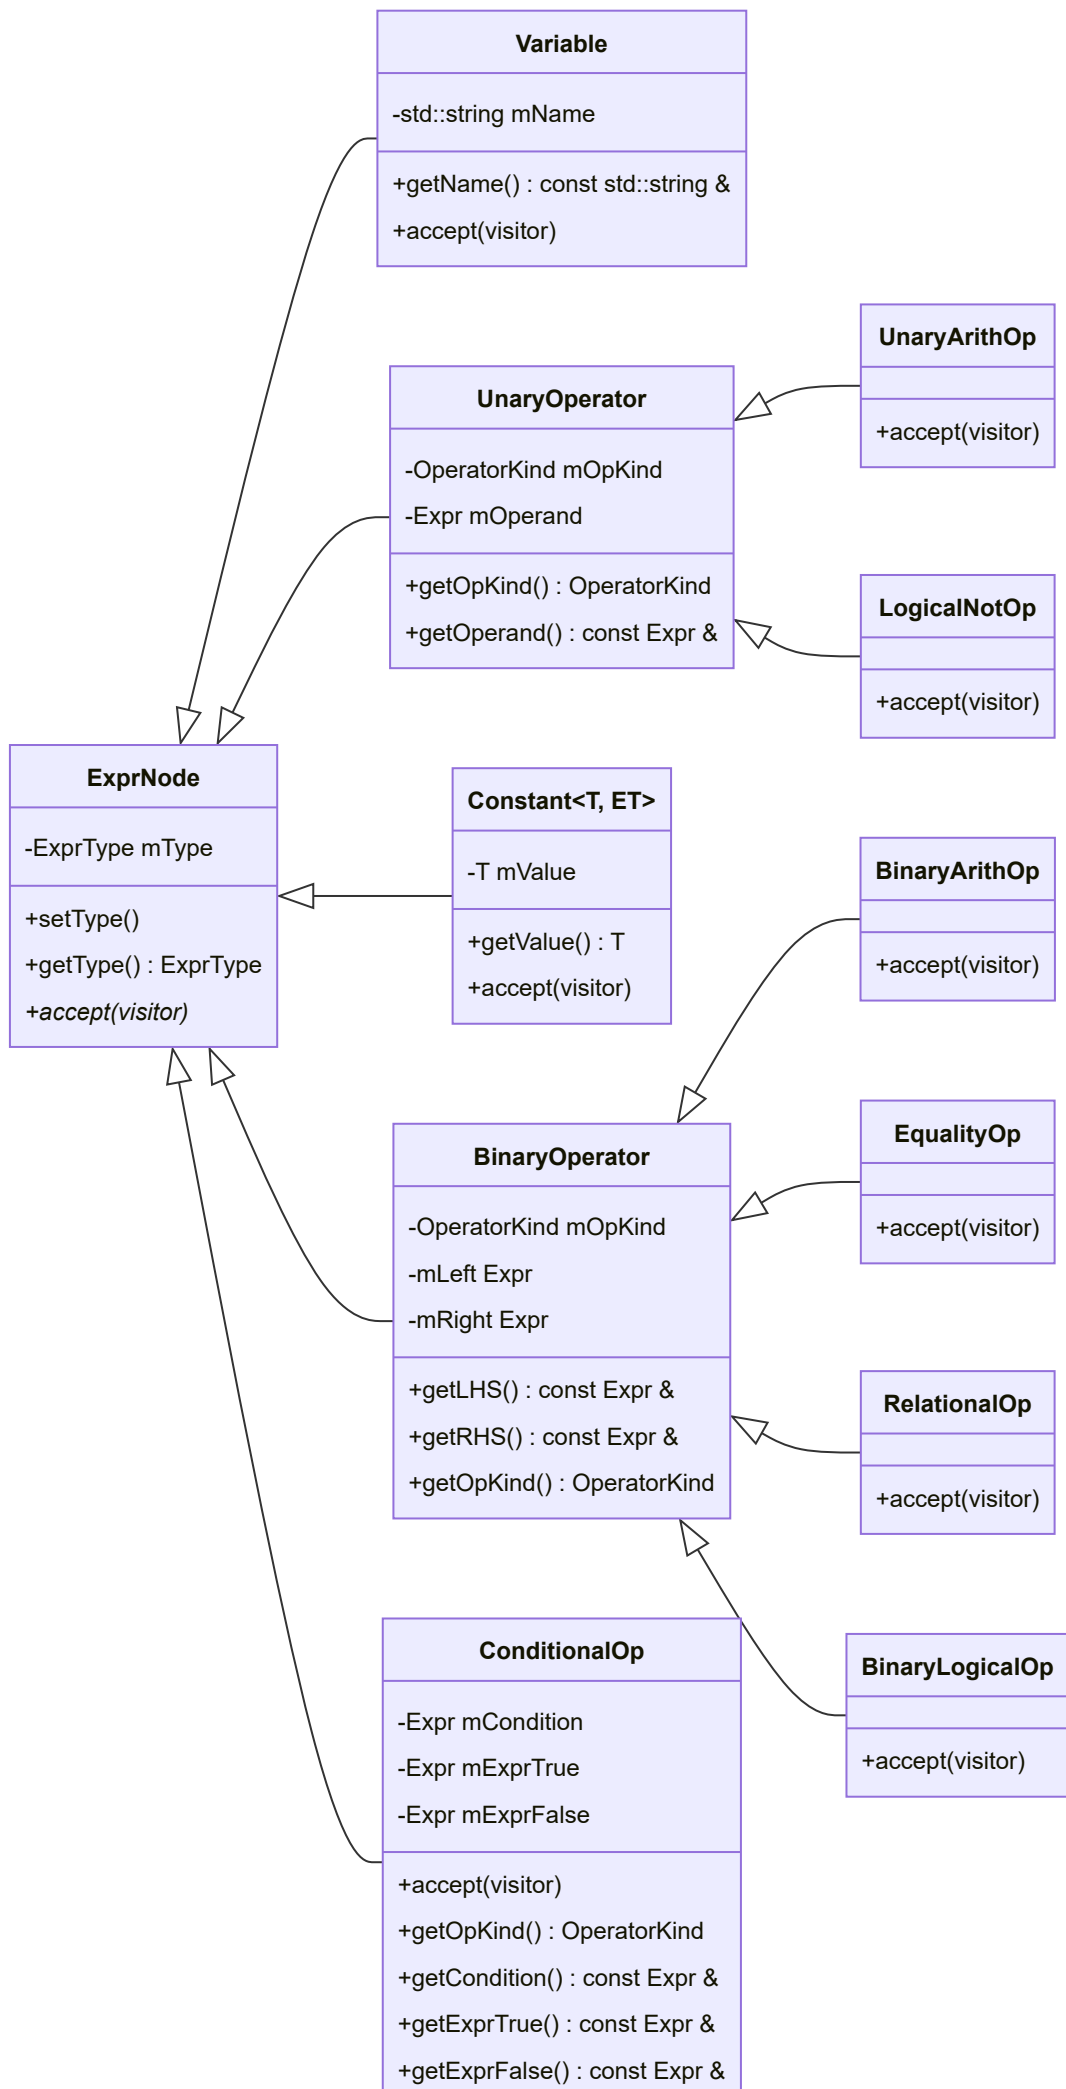 Variable
-std::string mName
+getName() : const std::string &
+accept(visitor)
UnaryArithOp
+accept(visitor)
UnaryOperator
-OperatorKind mOpKind
-Expr mOperand
+getOpKind() : OperatorKind
+getOperand() : const Expr &
LogicalNotOp
+accept(visitor)
ExprNode
-ExprType mType
+setType()
+getType() : ExprType
+accept(visitor)
Constant<T, ET>
-T mValue
+getValue() : T
+accept(visitor)
BinaryArithOp
+accept(visitor)
BinaryOperator
-OperatorKind mOpKind
-mLeft Expr
-mRight Expr
+getLHS() : const Expr &
+getRHS() : const Expr &
+getOpKind() : OperatorKind
EqualityOp
+accept(visitor)
RelationalOp
+accept(visitor)
ConditionalOp
-Expr mCondition
-Expr mExprTrue
-Expr mExprFalse
+accept(visitor)
+getOpKind() : OperatorKind
+getCondition() : const Expr &
+getExprTrue() : const Expr &
+getExprFalse() : const Expr &
BinaryLogicalOp
+accept(visitor)